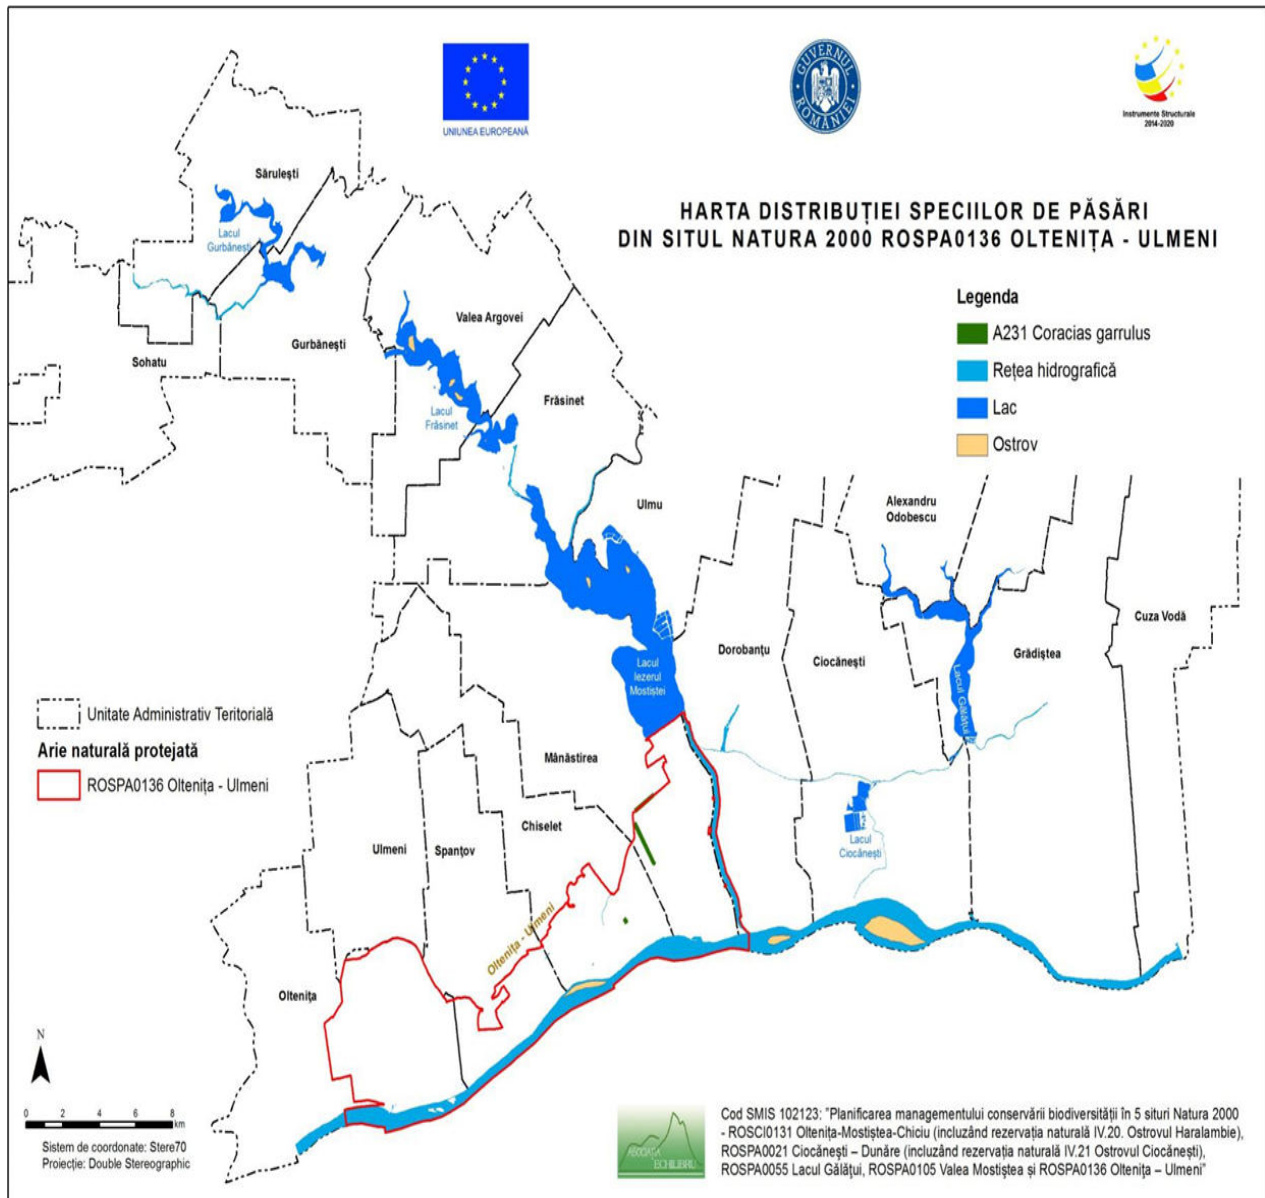 UNIUNEA EUROPEANĂ
GUVERNUL ROMÂNIEI
Instrumente Structurale
2014-2020
HARTA DISTRIBUȚIEI SPECIILOR DE PĂSĂRI
DIN SITUL NATURA 2000 ROSPA0136 OLTENIȚA - ULMENI
Legenda
A231 Coracias garrulus
Rețea hidrografică
Lac
Ostrov
Sărulești
Lacul
Gurbănești
Gurbănești
Sohatu
Valea Argovei
Lacul
Frăsinet
Frăsinet
Ulmu
Alexandru
Odobescu
Cuza Vodă
Dorobanțu
Ciocănești
Grădiștea
Lacul
Iezerul
Mostiștei
Lacul Gălățui
Unitate Administrativ Teritorială
Arie naturală protejată
ROSPA0136 Oltenița - Ulmeni
Mânăstirea
Chiselet
Ulmeni
Spanțov
Lacul
Ciocănești
Oltenița - Ulmeni
Oltenița
N
0 2 4 6 8
km
Sistem de coordonate: Stere70
Proiecție: Double Stereographic
ASOCIAȚIA
ECHILIBRU
Cod SMIS 102123: "Planificarea managementului conservării biodiversității în 5 situri Natura 2000
- ROSCI0131 Oltenița-Mostiștea-Chiciu (incluzând rezervația naturală IV.20. Ostrovul Haralambie),
ROSPA0021 Ciocănești – Dunăre (incluzând rezervația naturală IV.21 Ostrovul Ciocănești),
ROSPA0055 Lacul Gălățui, ROSPA0105 Valea Mostiștea și ROSPA0136 Oltenița – Ulmeni"